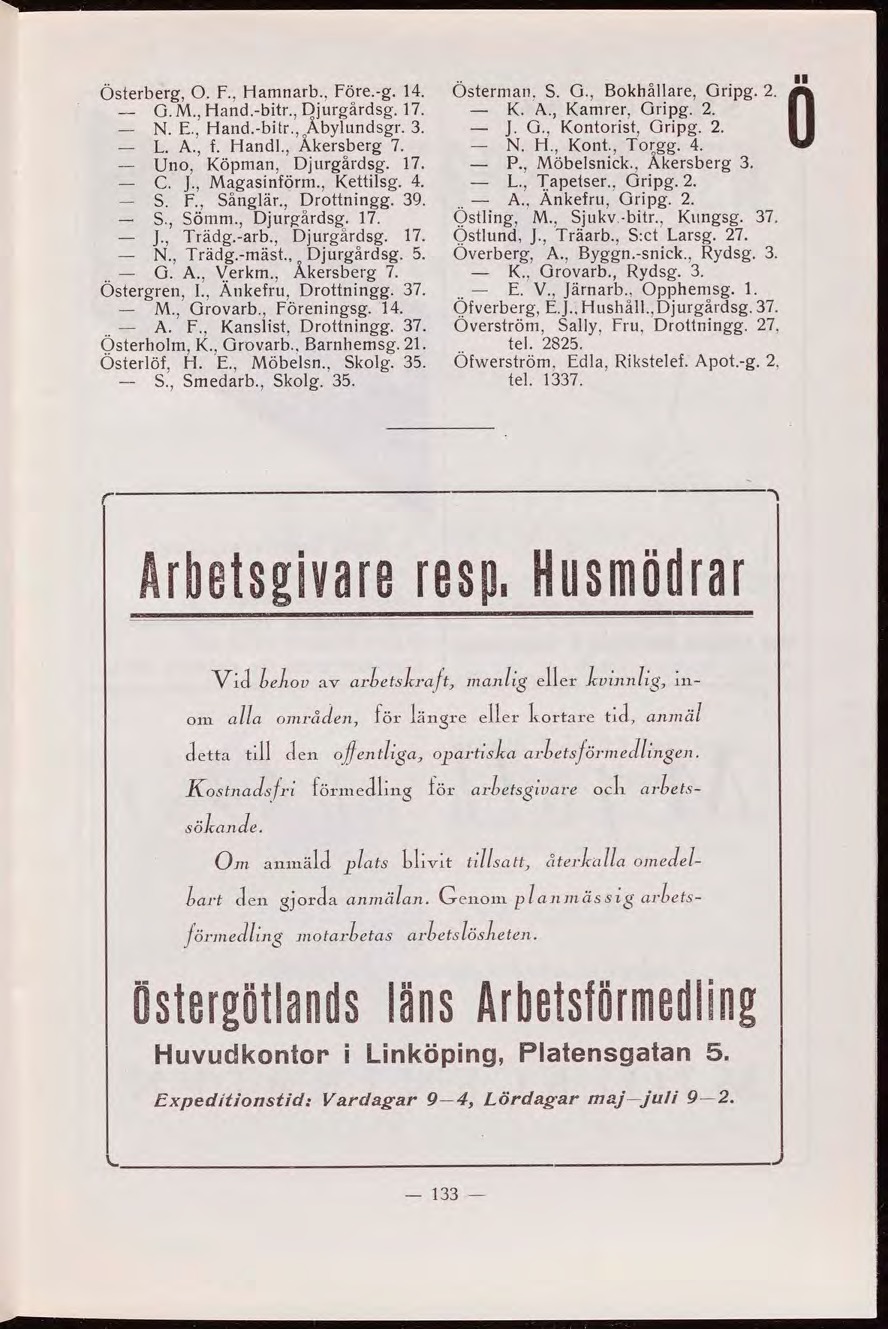 Österberg, O. F., Hamnarb., Före.-g. 14.
— G. M., Hand.-bitr., Djurgårdsg. 17.
— N. E., Hand.-bitr., Åbylundsgr. 3.
— L. A., f. Handl., Åkersberg 7.
— Uno, Köpman, Djurgårdsg. 17.
— C. J., Magasinförm., Kettilsg. 4.
— S. F., Sånglär., Drottningg. 39.
— S., Sömm., Djurgårdsg. 17.
— J., Trädg.-arb., Djurgårdsg. 17.
— N., Trädg.-mäst., Djurgårdsg. 5.
— G. A., Verkm., Åkersberg 7.
Östergren, I., Änkefru, Drottningg. 37.
— M., Grovarb., Föreningsg. 14.
— A. F., Kanslist, Drottningg. 37.
Österholm, K., Grovarb., Barnhemsg. 21.
Österlöf, H. E., Möbelsn., Skolg. 35.
— S., Smedarb., Skolg. 35.
Österman, S. G., Bokhållare, Gripg. 2.
— K. A., Kamrer, Gripg. 2.
— J. G., Kontorist, Gripg. 2.
— N. H., Kont., Torgg. 4.
— P., Möbelsnick., Åkersberg 3.
— L., Tapetser., Gripg. 2.
— A., Änkefru, Gripg. 2.
Östling, M., Sjukv.-bitr., Kungsg. 37.
Östlund, J., Träarb., S:ct Larsg. 27.
Överberg, A., Byggn.-snick., Rydsg. 3.
— K., Grovarb., Rydsg. 3.
— E. V., Järnarb., Opphemsg. 1.
Öfverberg, E. J., Hushåll., Djurgårdsg. 37.
Överström, Sally, Fru, Drottningg. 27,
tel. 2825.
Öfwerström, Edla, Rikstelef. Apot.-g. 2,
tel. 1337.
Ö
Arbetsgivare resp. Husmödrar
Vid behov av arbetskraft, manlig eller kvinnlig, in-
om alla områden, för längre eller kortare tid, anmäl
detta till den offentliga, opartiska arbetsförmedlingen.
Kostnadsfri förmedling för arbetsgivare och arbets-
sökande.
Om anmäld plats blivit tillsatt, återkalla omedel-
bart den gjorda anmälan. Genom planmässig arbets-
förmedling motarbetas arbetslösheten.
Östergötlands läns Arbetsförmedling
Huvudkontor i Linköping, Platensgatan 5.
Expeditionstid: Vardagar 9—4, Lördagar maj—juli 9—2.
— 133 —